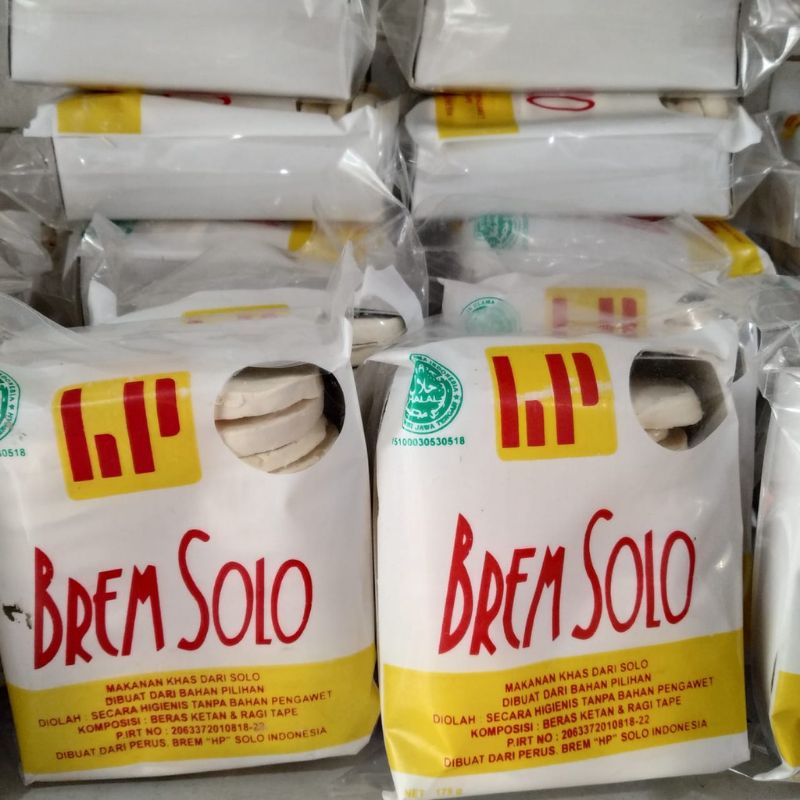 hP
BREM SOLO
MAKANAN KHAS DARI SOLO
DIBUAT DARI BAHAN PILIHAN
DIOLAH : SECARA HIGIENIS TANPA BAHAN PENGAWET
KOMPOSISI : BERAS KETAN & RAGI TAPE
P.IRT NO : 2063372010818-22
DIBUAT DARI PERUS. BREM "HP" SOLO INDONESIA
حلال
HALAL
15100030530518
hP
BREM SOLO
MAKANAN KHAS DARI SOLO
DIBUAT DARI BAHAN PILIHAN
DIOLAH : SECARA HIGIENIS TANPA BAHAN PENGAWET
KOMPOSISI : BERAS KETAN & RAGI TAPE
P.IRT NO : 2063372010818-22
DIBUAT DARI PERUS. BREM "HP" SOLO INDONESIA
NET : 175 g